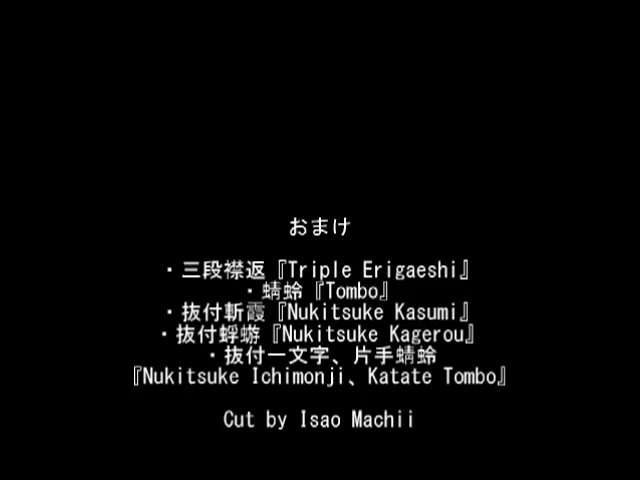 おまけ
・三段襟返『Triple Erigaeshi』
・蜻蛉『Tombo』
・抜付斬霞『Nukitsuke Kasumi』
・抜付蜉蝣『Nukitsuke Kagerou』
・抜付一文字、片手蜻蛉
『Nukitsuke Ichimonji、Katate Tombo』
Cut by Isao Machii